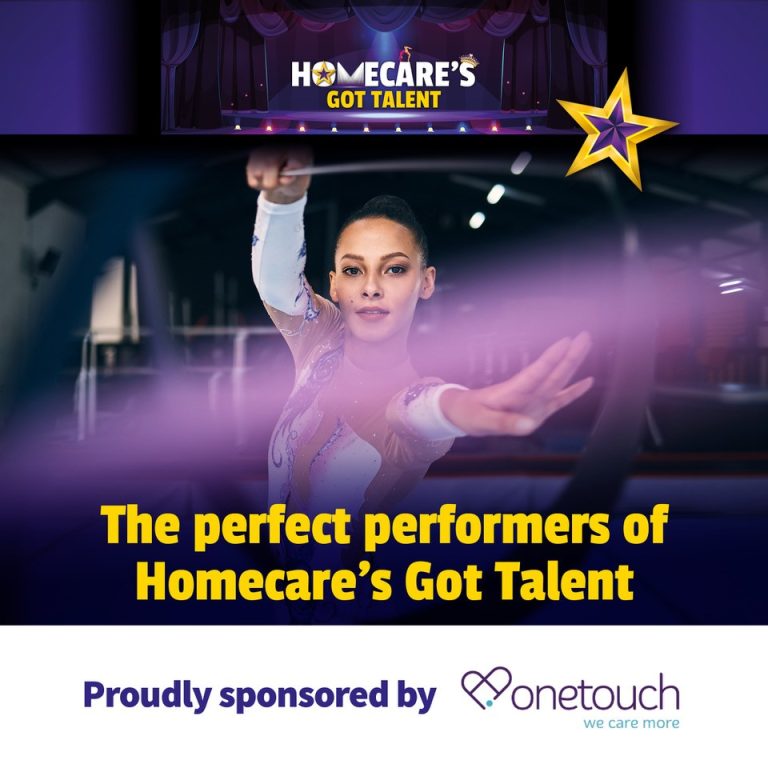 HOMECARE'S
GOT TALENT
The perfect performers of
Homecare's Got Talent
Proudly sponsored by onetouch
we care more